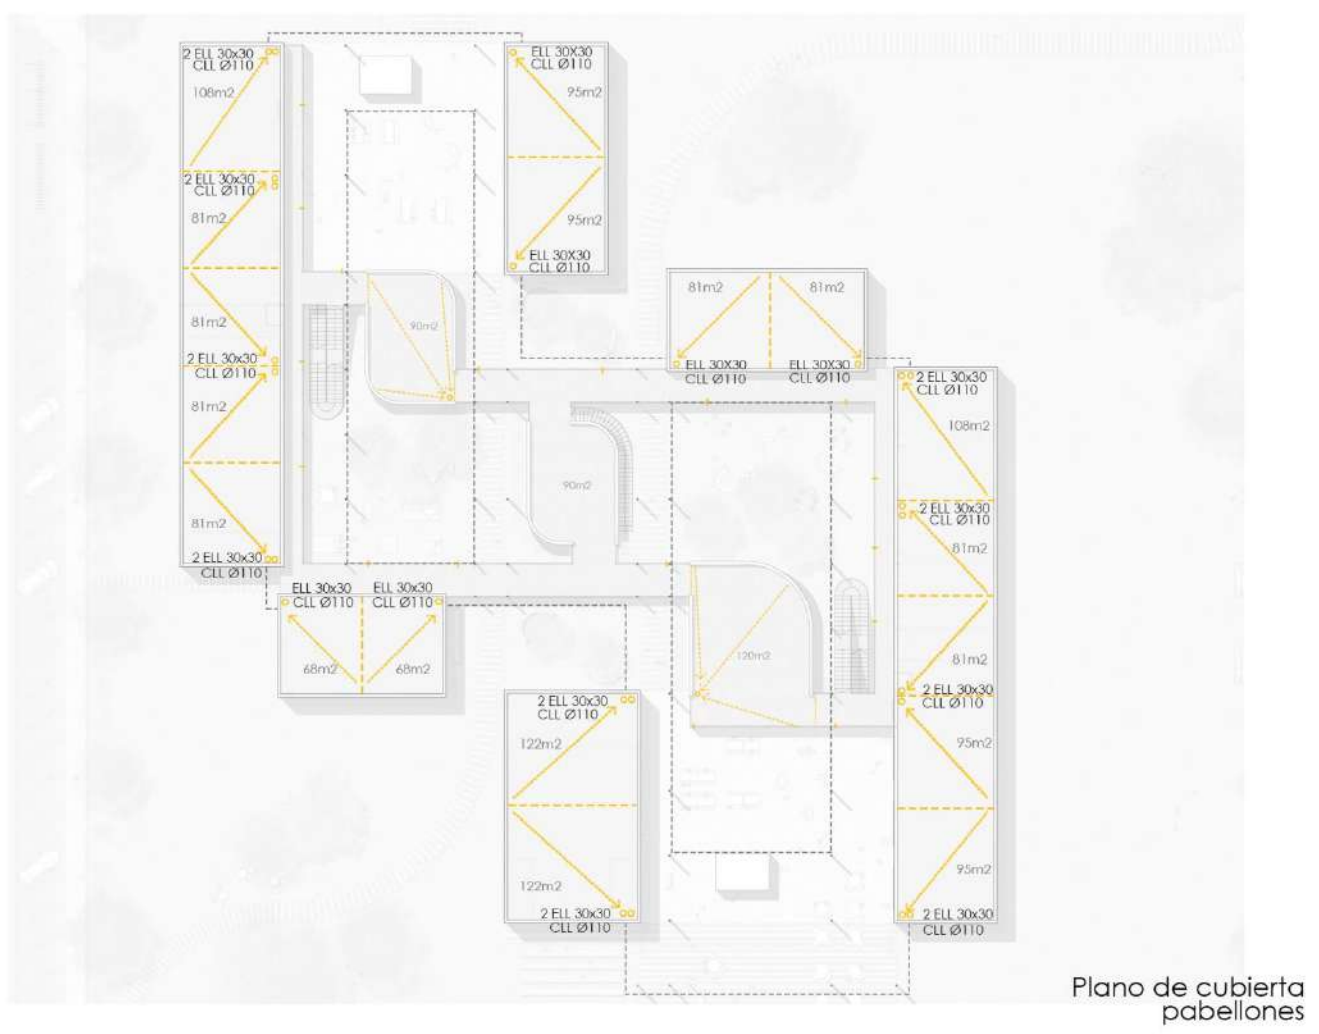 2 ELL 30x30
CLL Ø110
108m2
2 ELL 30x30
CLL Ø110
81m2
81m2
2 ELL 30x30
CLL Ø110
81m2
81m2
2 ELL 30x30
CLL Ø110
ELL 30X30
CLL Ø110
95m2
95m2
ELL 30X30
CLL Ø110
90m2
90m2
81m2
81m2
ELL 30X30
CLL Ø110
ELL 30X30
CLL Ø110
2 ELL 30x30
CLL Ø110
108m2
2 ELL 30x30
CLL Ø110
81m2
81m2
2 ELL 30x30
CLL Ø110
95m2
95m2
2 ELL 30x30
CLL Ø110
ELL 30x30
CLL Ø110
ELL 30x30
CLL Ø110
68m2
68m2
120m2
2 ELL 30x30
CLL Ø110
122m2
122m2
2 ELL 30x30
CLL Ø110
Plano de cubierta
pabellones